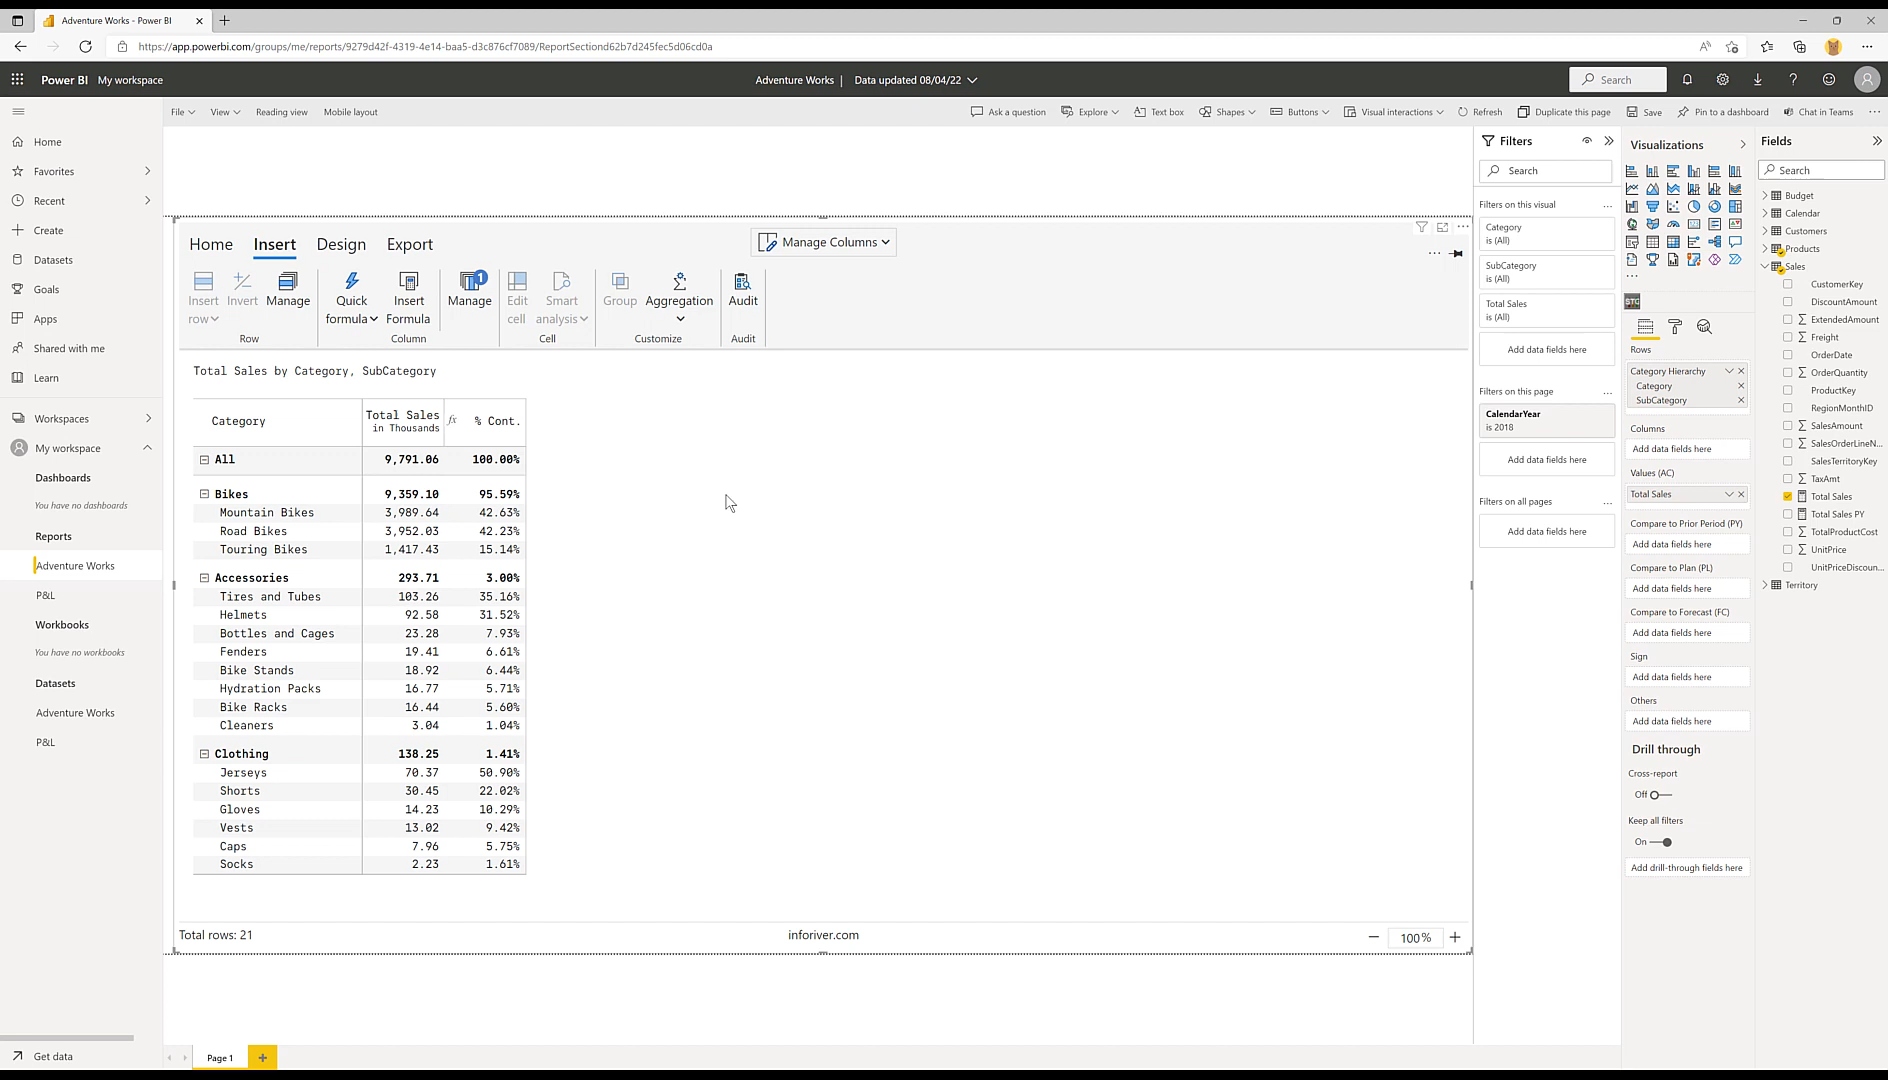 Adventure Works - Power BI
https://app.powerbi.com/groups/me/reports/9279d42f-4319-4e14-baa5-d3c876cf7089/ReportSectiond62b7d245fec5d06cd0a
Power BI My workspace
Adventure Works | Data updated 08/04/22
Search
File View Reading view Mobile layout
Ask a question Explore Text box Shapes Buttons Visual interactions Refresh Duplicate this page Save Pin to a dashboard Chat in Teams
Home
Favorites
Recent
Create
Datasets
Goals
Apps
Shared with me
Learn
Workspaces
My workspace
Dashboards
You have no dashboards
Reports
Adventure Works
P&L
Workbooks
You have no workbooks
Datasets
Adventure Works
P&L
Get data
Home Insert Design Export
Manage Columns
Insert row
Invert
Manage
Row
Quick formula
Insert Formula
Manage
1
Column
Edit cell
Smart analysis
Cell
Group
Aggregation
Customize
Audit
Audit
Total Sales by Category, SubCategory
Category Total Sales in Thousands fx % Cont.
All 9,791.06 100.00%
Bikes 9,359.10 95.59%
Mountain Bikes 3,989.64 42.63%
Road Bikes 3,952.03 42.23%
Touring Bikes 1,417.43 15.14%
Accessories 293.71 3.00%
Tires and Tubes 103.26 35.16%
Helmets 92.58 31.52%
Bottles and Cages 23.28 7.93%
Fenders 19.41 6.61%
Bike Stands 18.92 6.44%
Hydration Packs 16.77 5.71%
Bike Racks 16.44 5.60%
Cleaners 3.04 1.04%
Clothing 138.25 1.41%
Jerseys 70.37 50.90%
Shorts 30.45 22.02%
Gloves 14.23 10.29%
Vests 13.02 9.42%
Caps 7.96 5.75%
Socks 2.23 1.61%
Total rows: 21
inforiver.com
100%
Page 1
Filters
Search
Filters on this visual
Category
is (All)
SubCategory
is (All)
Total Sales
is (All)
Add data fields here
Filters on this page
CalendarYear
is 2018
Add data fields here
Filters on all pages
Add data fields here
Visualizations
STG
Rows
Category Hierarchy
Category
SubCategory
Columns
Add data fields here
Values (AC)
Total Sales
Compare to Prior Period (PY)
Add data fields here
Compare to Plan (PL)
Add data fields here
Compare to Forecast (FC)
Add data fields here
Sign
Add data fields here
Others
Add data fields here
Drill through
Cross-report
Off
Keep all filters
On
Add drill-through fields here
Fields
Search
Budget
Calendar
Customers
Products
Sales
CustomerKey
DiscountAmount
ExtendedAmount
Freight
OrderDate
OrderQuantity
ProductKey
RegionMonthID
SalesAmount
SalesOrderLineN...
SalesTerritoryKey
TaxAmt
Total Sales
Total Sales PY
TotalProductCost
UnitPrice
UnitPriceDiscoun...
Territory